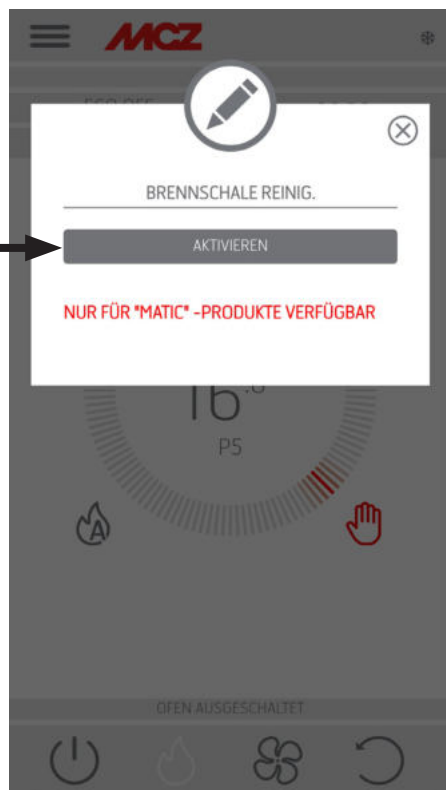 MCZ
BRENNSCHALE REINIG.
AKTIVIEREN
NUR FÜR "MATIC" -PRODUKTE VERFÜGBAR
16
P5
A
OFEN AUSGESCHALTET